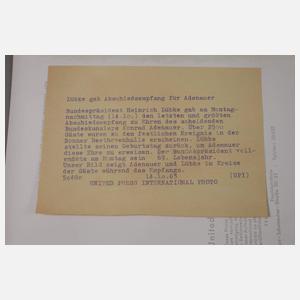 Lübke gab Abschiedsempfang für Adenauer
Bundespräsident Heinrich Lübke gab am Montag-
nachmittag (14.10.) den letzten und größten
Abschiedsempfang zu Ehren des scheidenden
Bundeskanzlers Konrad Adenauer. Über 2500
Gäste waren zu dem festlichen Ereignis in der
Bonner Beethovenhalle erschienen. Lübke
stellte seinen Geburtstag zurück, um Adenauer
diese Ehre zu erweisen. Der Bundespräsident voll-
endete am Montag sein 69. Lebensjahr.
Unser Bild zeigt Adenauer und Lübke im Kreise
der Gäste während des Empfangs.
14.10.63 (UPI)
UNITED PRESS INTERNATIONAL PHOTO